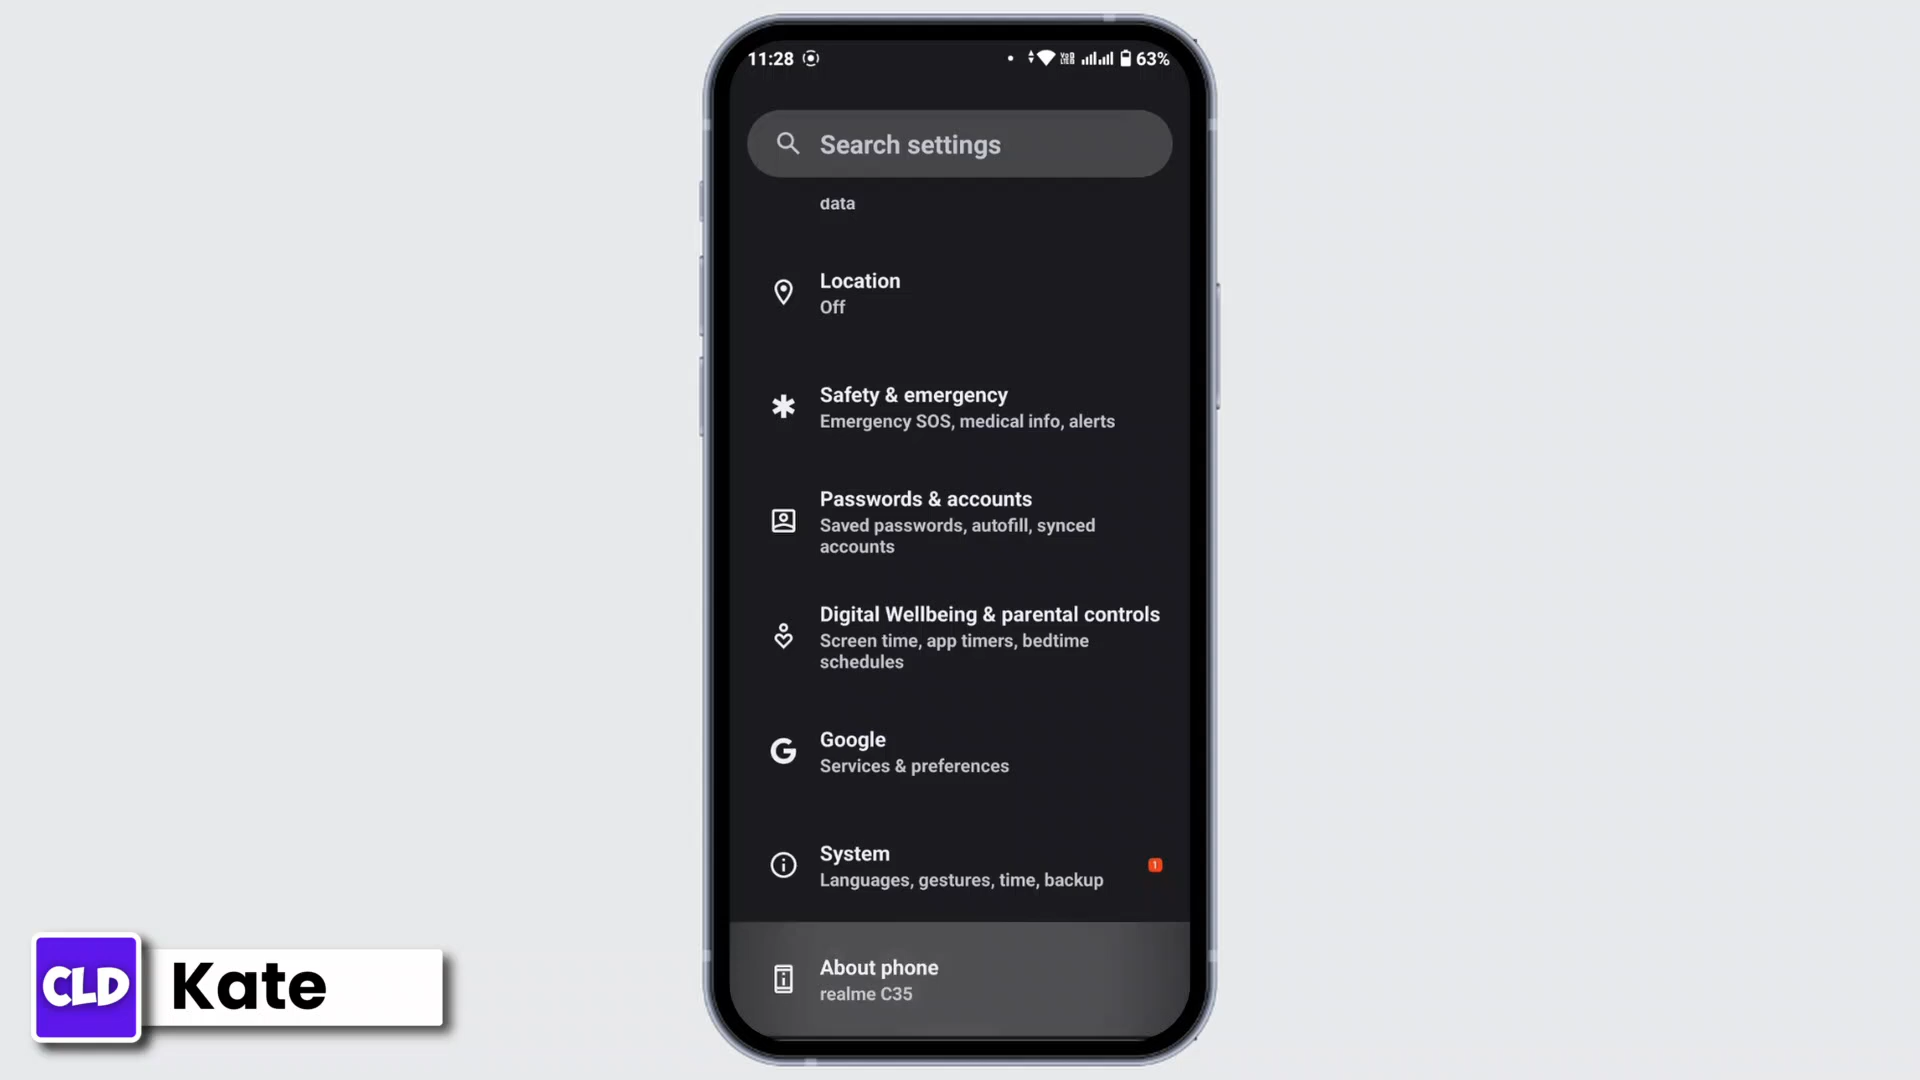 11:28 63%
Search settings
data
Location
Off
Safety & emergency
Emergency SOS, medical info, alerts
Passwords & accounts
Saved passwords, autofill, synced
accounts
Digital Wellbeing & parental controls
Screen time, app timers, bedtime
schedules
Google
Services & preferences
System
Languages, gestures, time, backup
1
About phone
realme C35
CLD
Kate